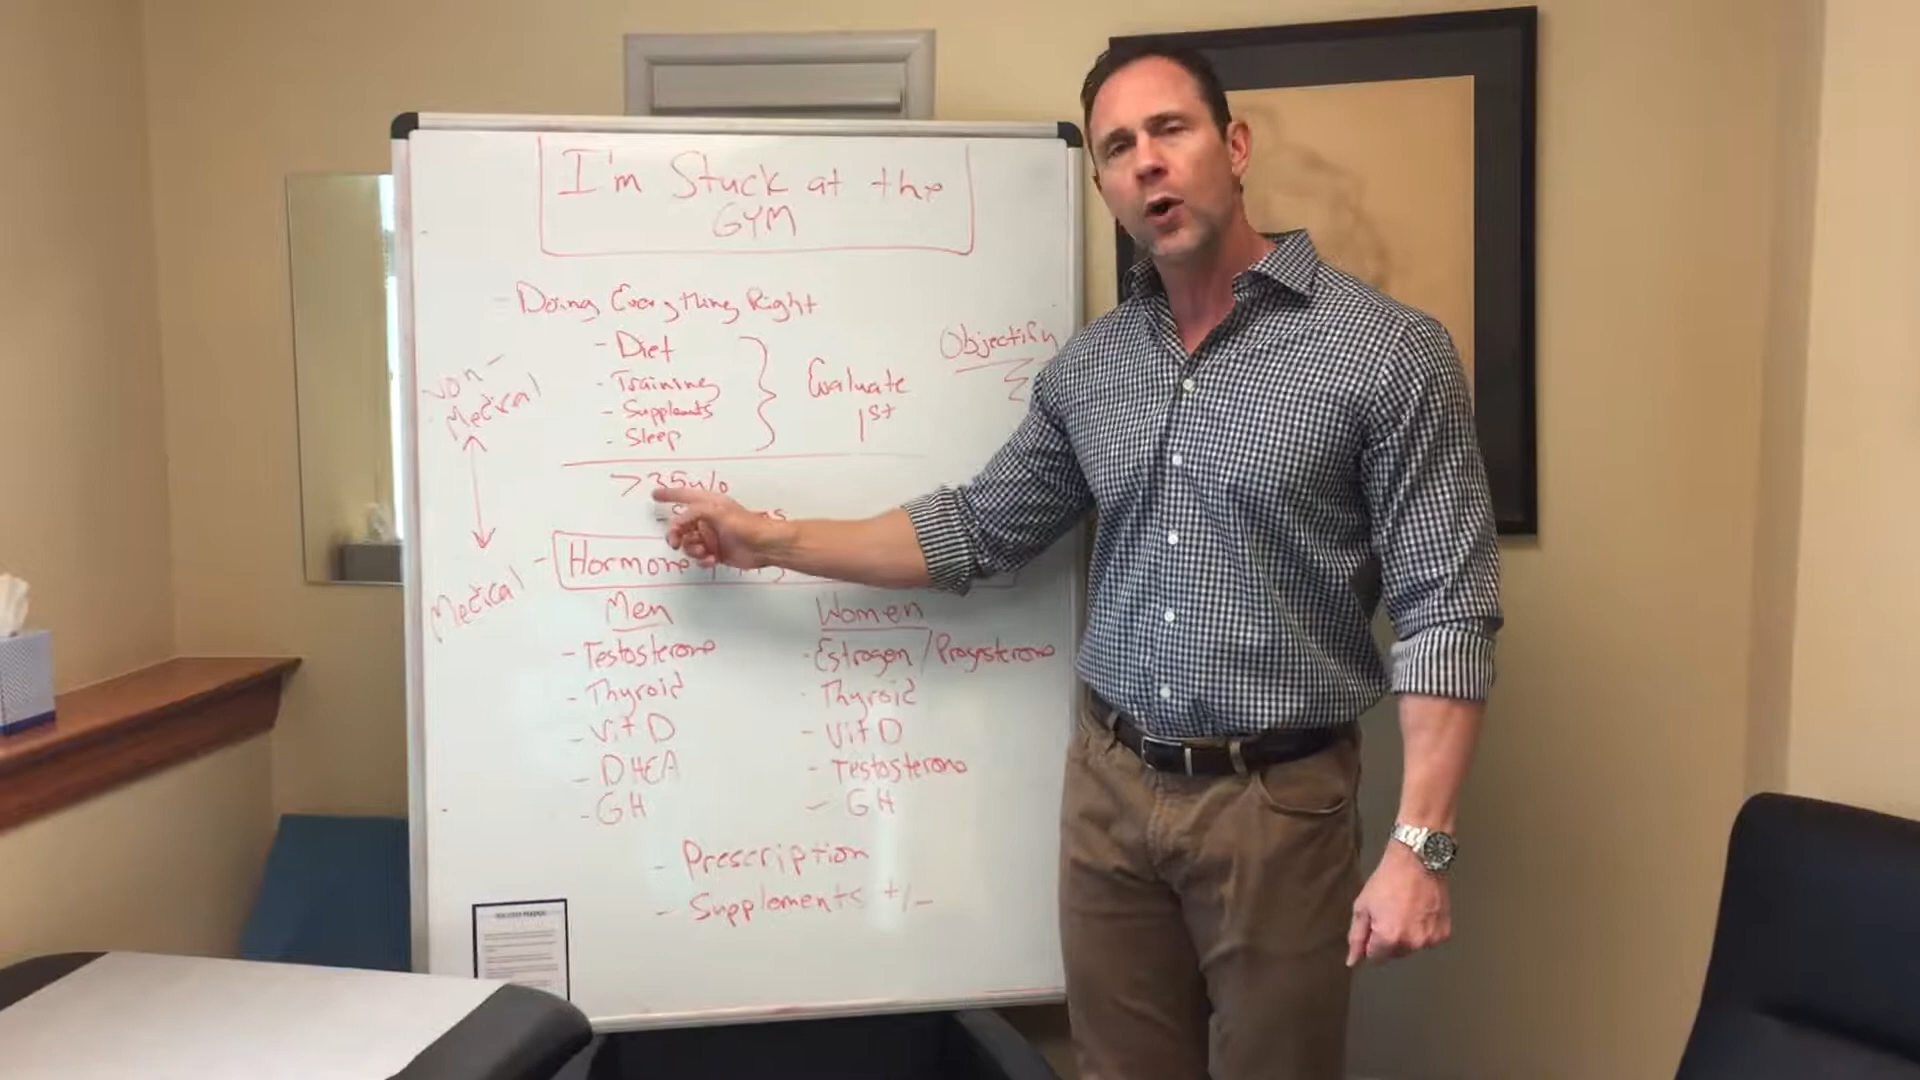 I'm Stuck at the
GYM
- Doing Everything Right
- Diet
- Training
- Supplements
- Sleep
Evaluate
1st
Objectify
Non-
Medical
Medical
>35y/o
- Hormone
Men
- Testosterone
- Thyroid
- Vit D
- DHEA
- GH
Women
- Estrogen / Progesterone
- Thyroid
- Vit D
- Testosterone
- GH
- Prescription
- Supplements +/-